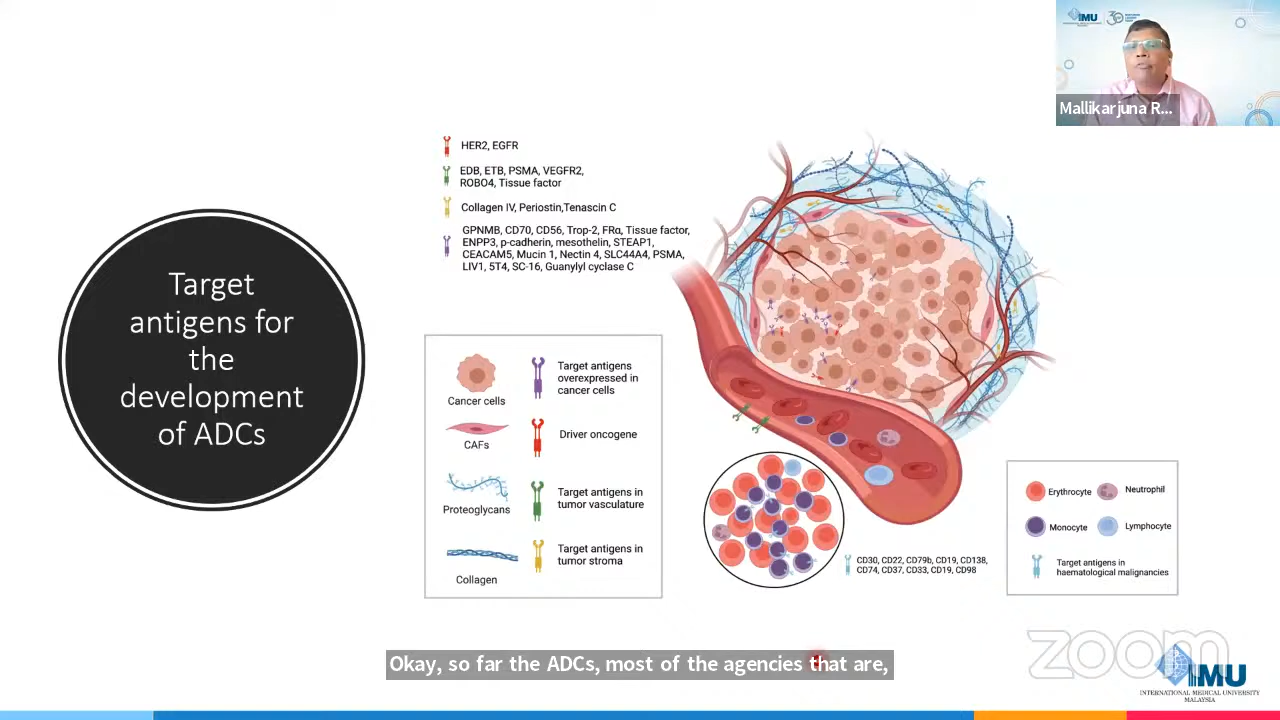 IMU
Mallikarjuna R...
Target
antigens for
the
development
of ADCs
HER2, EGFR
EDB, ETB, PSMA, VEGFR2,
ROBO4, Tissue factor
Collagen IV, Periostin,Tenascin C
GPNMB, CD70, CD56, Trop-2, FRα, Tissue factor,
ENPP3, p-cadherin, mesothelin, STEAP1,
CEACAM5, Mucin 1, Nectin 4, SLC44A4, PSMA,
LIV1, 5T4, SC-16, Guanylyl cyclase C
Cancer cells
Target antigens
overexpressed in
cancer cells
CAFs
Driver oncogene
Proteoglycans
Target antigens in
tumor vasculature
Collagen
Target antigens in
tumor stroma
CD30, CD22, CD79b, CD19, CD138,
CD74, CD37, CD33, CD19, CD98
Erythrocyte
Neutrophil
Monocyte
Lymphocyte
Target antigens in
haematological malignancies
Okay, so far the ADCs, most of the agencies that are,
zoom
IMU
INTERNATIONAL MEDICAL UNIVERSITY
MALAYSIA